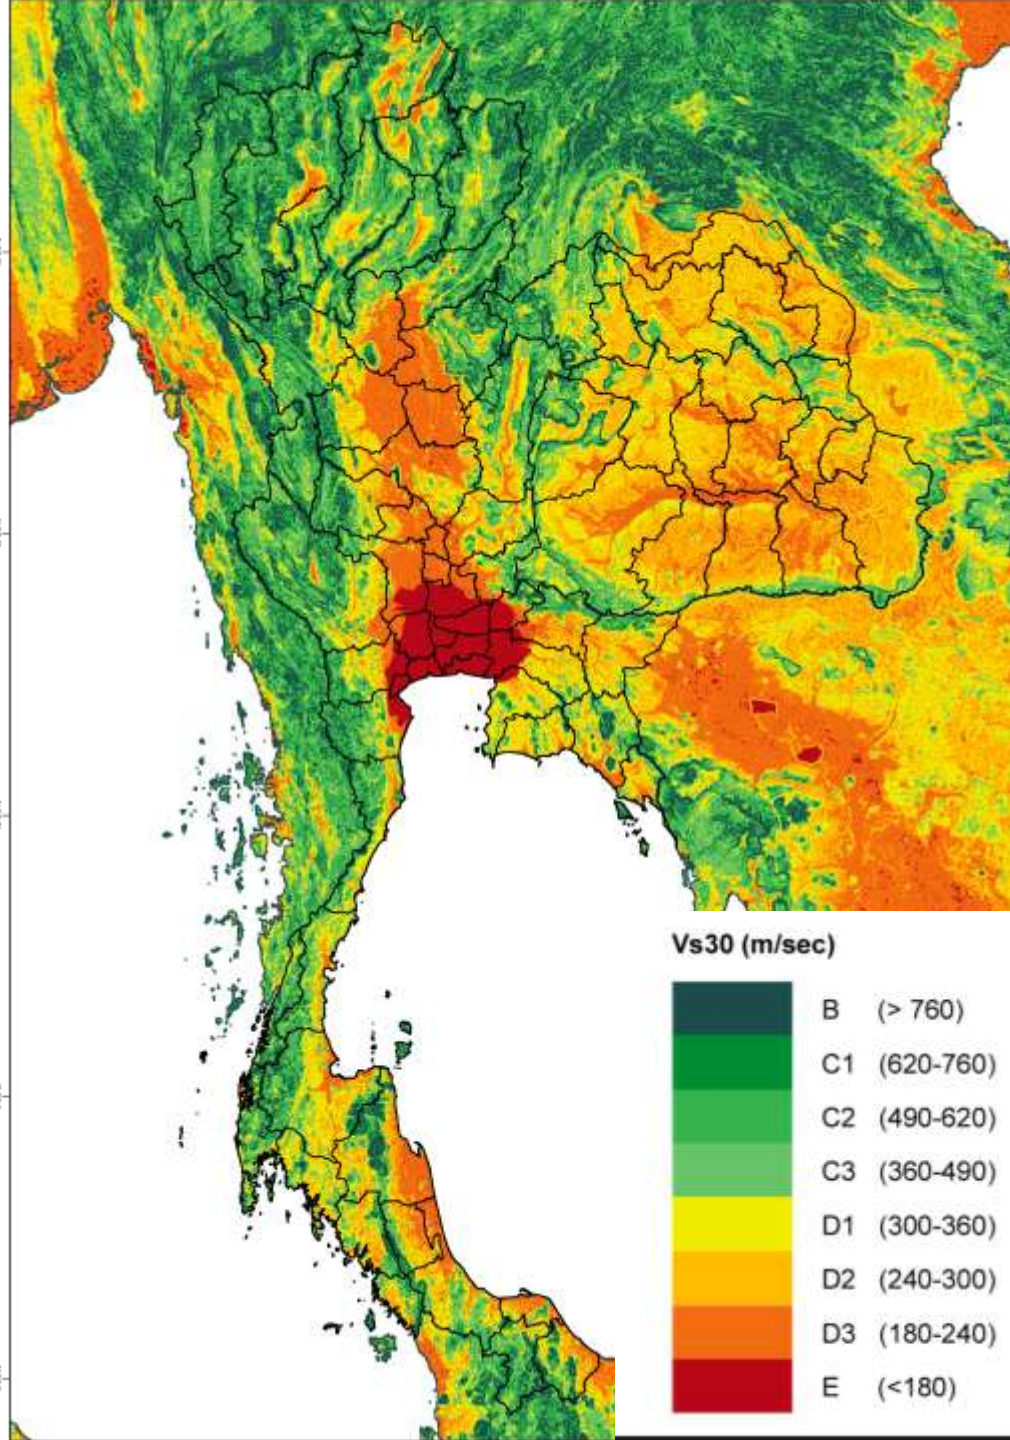 Vs30 (m/sec)
B (> 760)
C1 (620-760)
C2 (490-620)
C3 (360-490)
D1 (300-360)
D2 (240-300)
D3 (180-240)
E (<180)